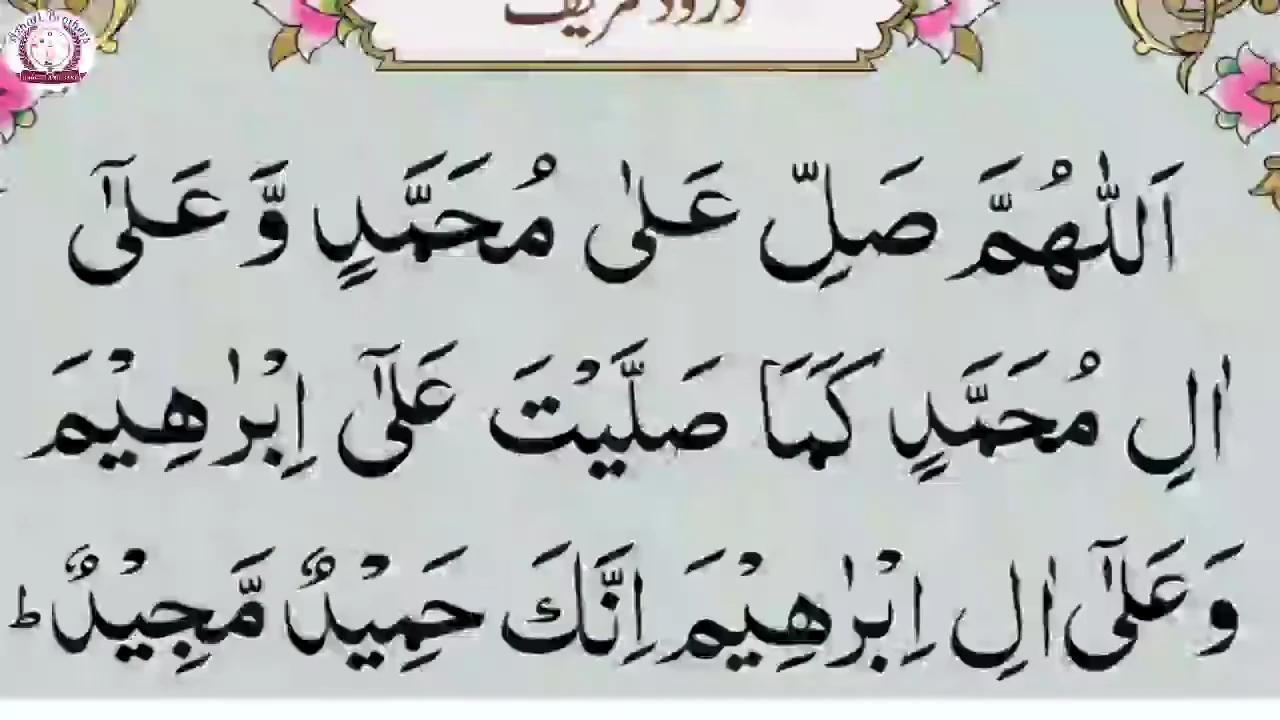 درود شریف
اَللّٰهُمَّ صَلِّ عَلٰی مُحَمَّدٍ وَّ عَلٰۤی
اٰلِ مُحَمَّدٍ کَمَا صَلَّیْتَ عَلٰۤی اِبْرٰهِیْمَ
وَ عَلٰۤی اٰلِ اِبْرٰهِیْمَ اِنَّكَ حَمِیْدٌ مَّجِیْدٌ ؕ